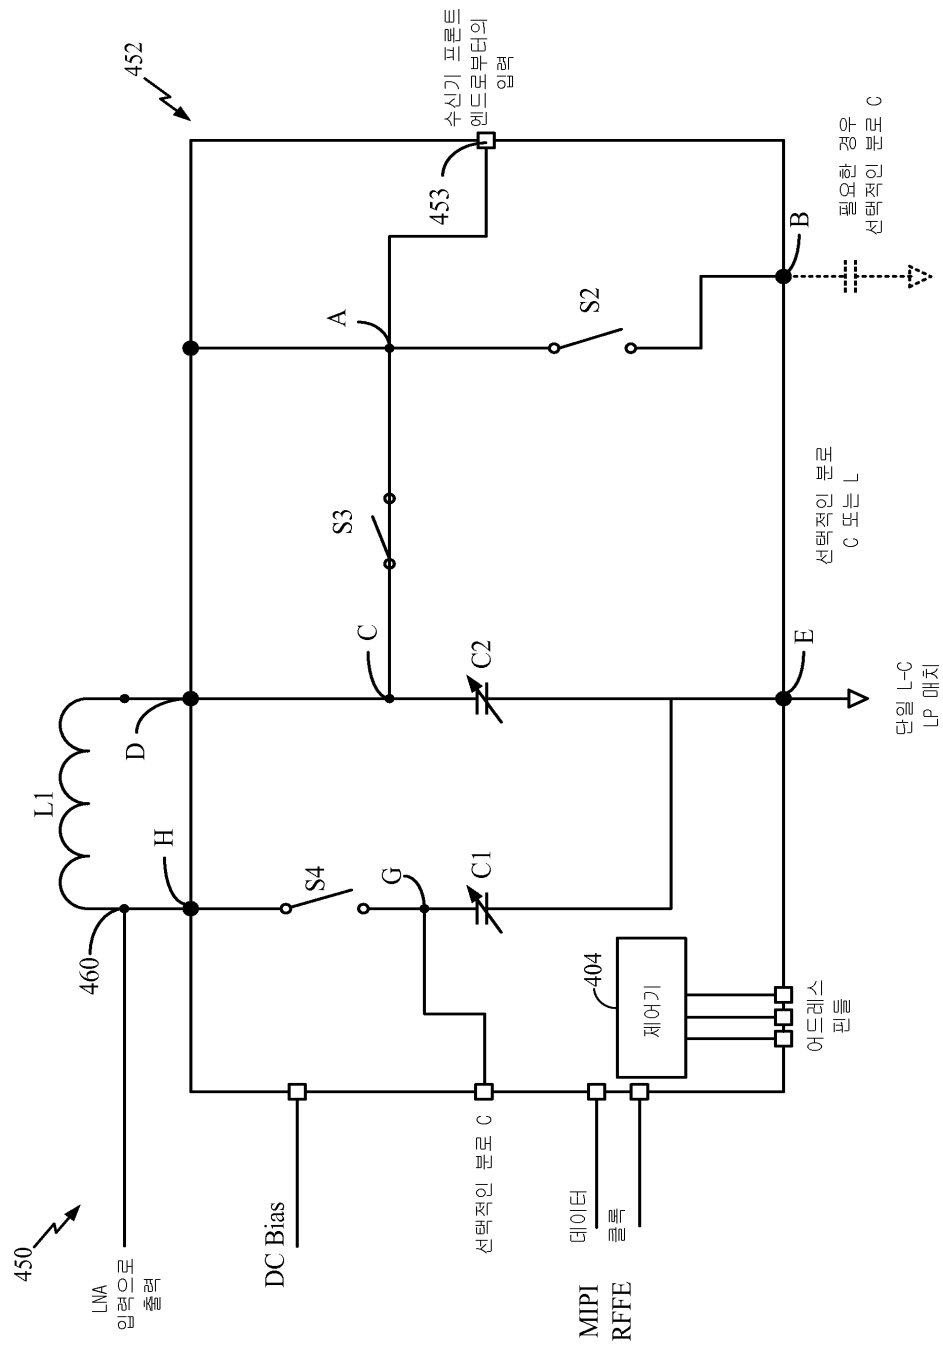 450
452
LNA
입력으로
출력
460
L1
H
D
S4
G
C1
C
C2
S3
A
S2
453
수신기 프론트
엔드로부터의
입력
DC Bias
선택적인 분로 C
MIPI
RFFE
데이터
클록
404
제어기
어드레스
핀들
E
단일 L-C
LP 매치
선택적인 분로
C 또는 L
B
필요한 경우
선택적인 분로 C